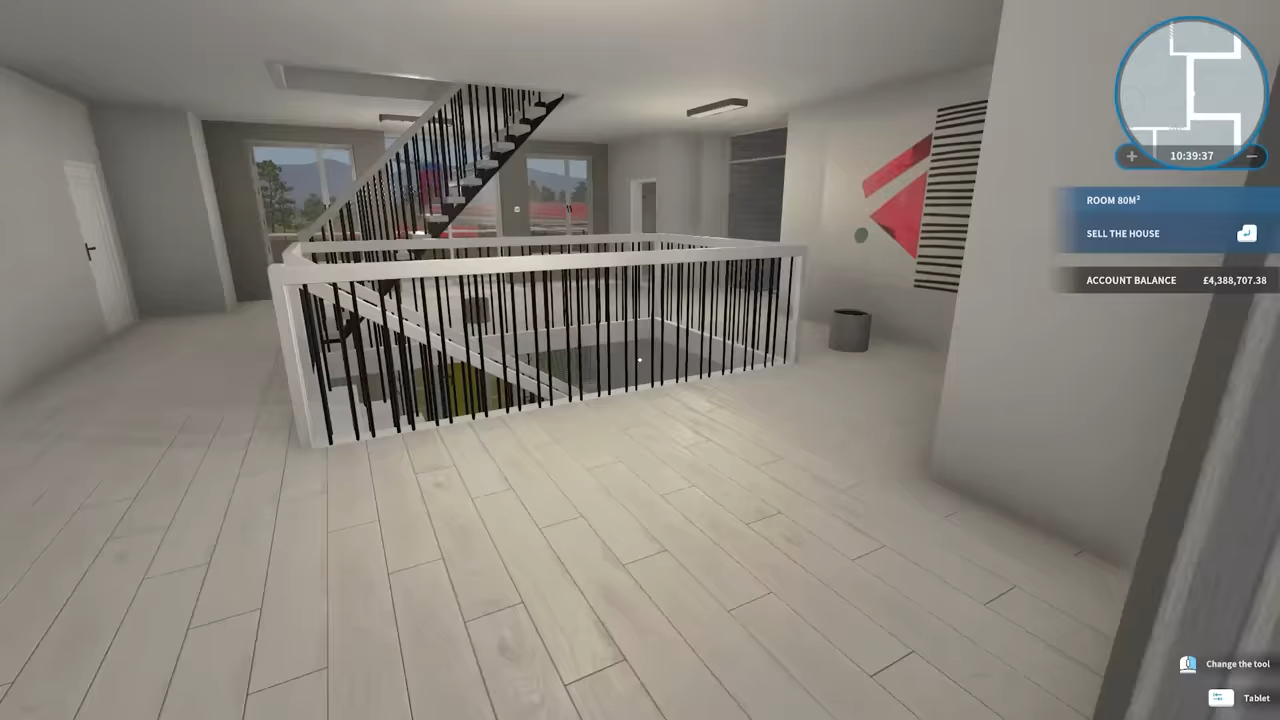 10:39:37
ROOM 80M²
SELL THE HOUSE
ACCOUNT BALANCE £4,388,707.38
Change the tool
Tablet